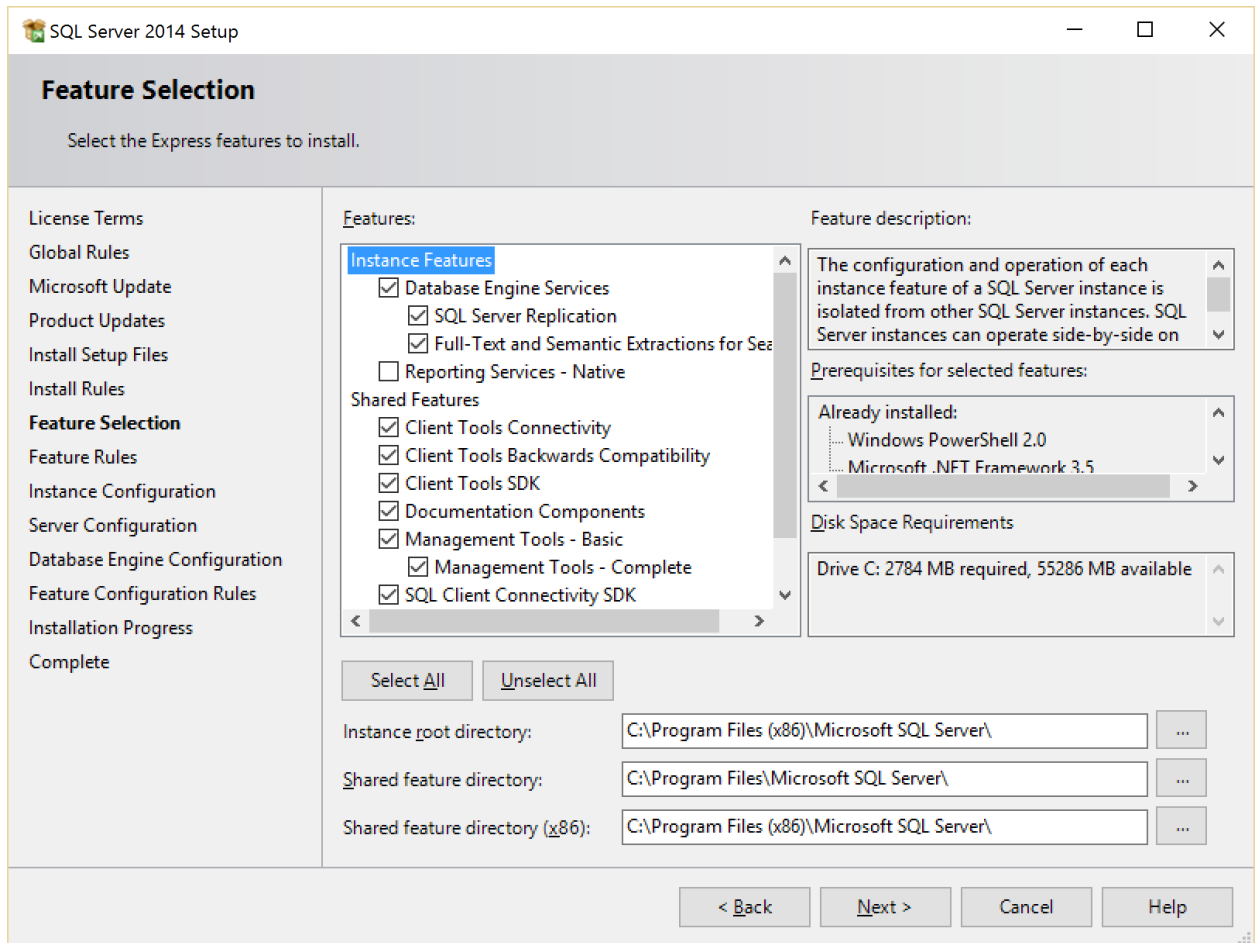 SQL Server 2014 Setup
Feature Selection
Select the Express features to install.
License Terms
Global Rules
Microsoft Update
Product Updates
Install Setup Files
Install Rules
Feature Selection
Feature Rules
Instance Configuration
Server Configuration
Database Engine Configuration
Feature Configuration Rules
Installation Progress
Complete
Features:
Instance Features
Database Engine Services
SQL Server Replication
Full-Text and Semantic Extractions for Sea
Reporting Services - Native
Shared Features
Client Tools Connectivity
Client Tools Backwards Compatibility
Client Tools SDK
Documentation Components
Management Tools - Basic
Management Tools - Complete
SQL Client Connectivity SDK
Feature description:
The configuration and operation of each
instance feature of a SQL Server instance is
isolated from other SQL Server instances. SQL
Server instances can operate side-by-side on
Prerequisites for selected features:
Already installed:
Windows PowerShell 2.0
Microsoft .NET Framework 3.5
Disk Space Requirements
Drive C: 2784 MB required, 55286 MB available
Select All
Unselect All
Instance root directory:
C:\Program Files (x86)\Microsoft SQL Server\
...
Shared feature directory:
C:\Program Files\Microsoft SQL Server\
...
Shared feature directory (x86):
C:\Program Files (x86)\Microsoft SQL Server\
...
< Back
Next >
Cancel
Help